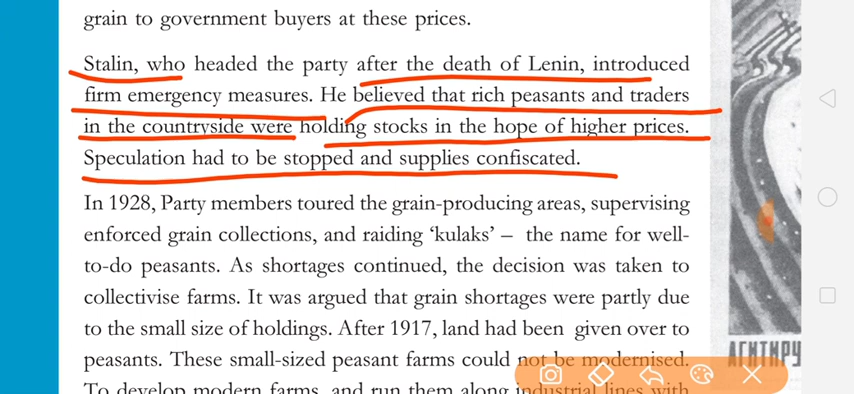 grain to government buyers at these prices.
Stalin, who headed the party after the death of Lenin, introduced
firm emergency measures. He believed that rich peasants and traders
in the countryside were holding stocks in the hope of higher prices.
Speculation had to be stopped and supplies confiscated.
In 1928, Party members toured the grain-producing areas, supervising
enforced grain collections, and raiding ‘kulaks’ – the name for well-
to-do peasants. As shortages continued, the decision was taken to
collectivise farms. It was argued that grain shortages were partly due
to the small size of holdings. After 1917, land had been given over to
peasants. These small-sized peasant farms could not be modernised.
To develop modern farms, and run them along industrial lines with
АГИТИРУ